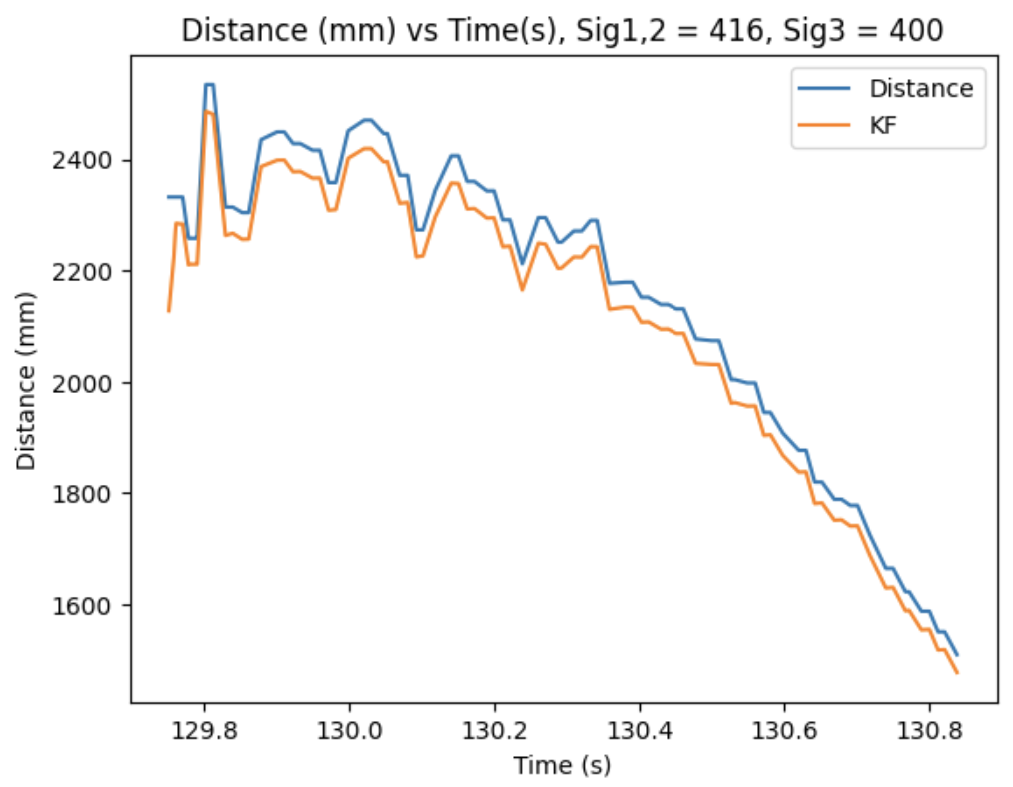 Distance (mm) vs Time(s), Sig1,2 = 416, Sig3 = 400
Distance
KF
Distance (mm)
2400
2200
2000
1800
1600
129.8 130.0 130.2 130.4 130.6 130.8
Time (s)